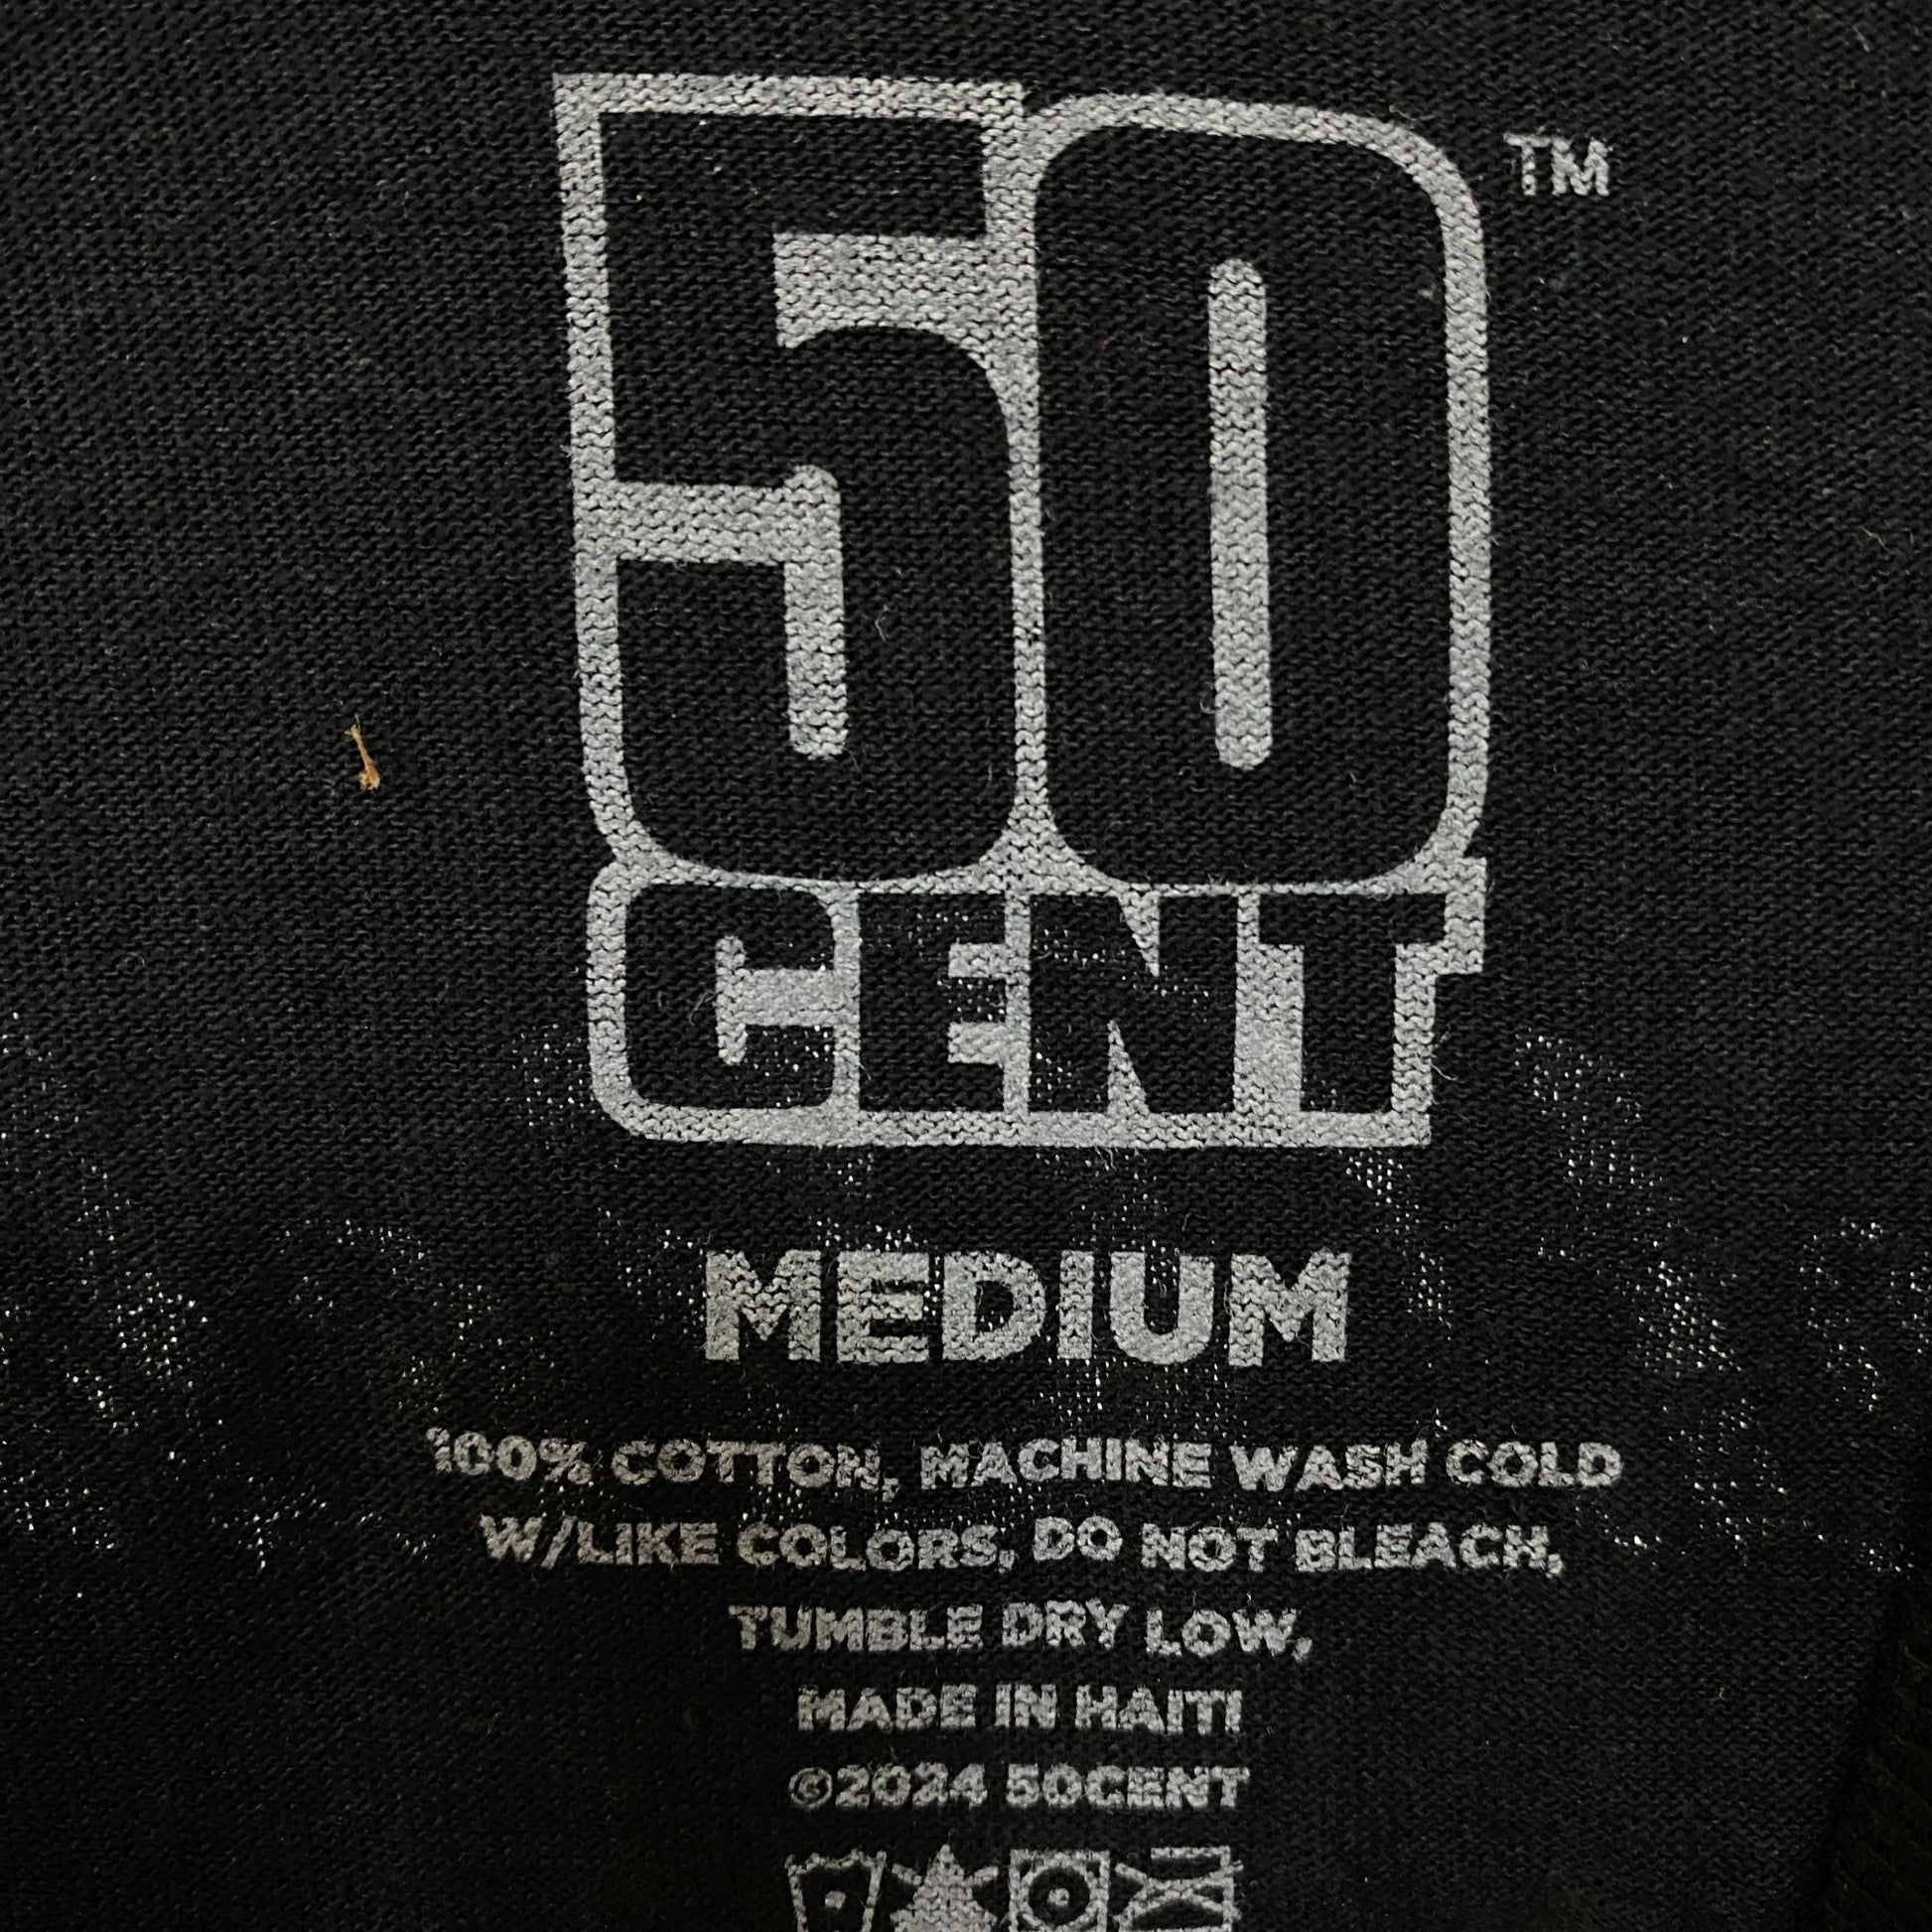 50 TM
CENT
MEDIUM
100% COTTON, MACHINE WASH COLD
W/LIKE COLORS, DO NOT BLEACH,
TUMBLE DRY LOW,
MADE IN HAITI
©2024 50CENT